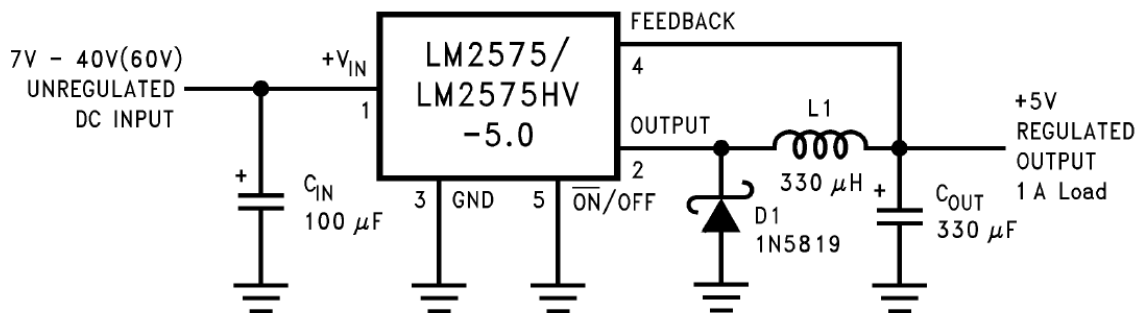 7V - 40V(60V)
UNREGULATED
DC INPUT
+V_IN
1
LM2575/
LM2575HV
-5.0
FEEDBACK
4
OUTPUT
2
L1
330 μH
+5V
REGULATED
OUTPUT
1 A Load
+
C_IN
100 μF
3
GND
5
O̅N̅/OFF
D1
1N5819
+
C_OUT
330 μF